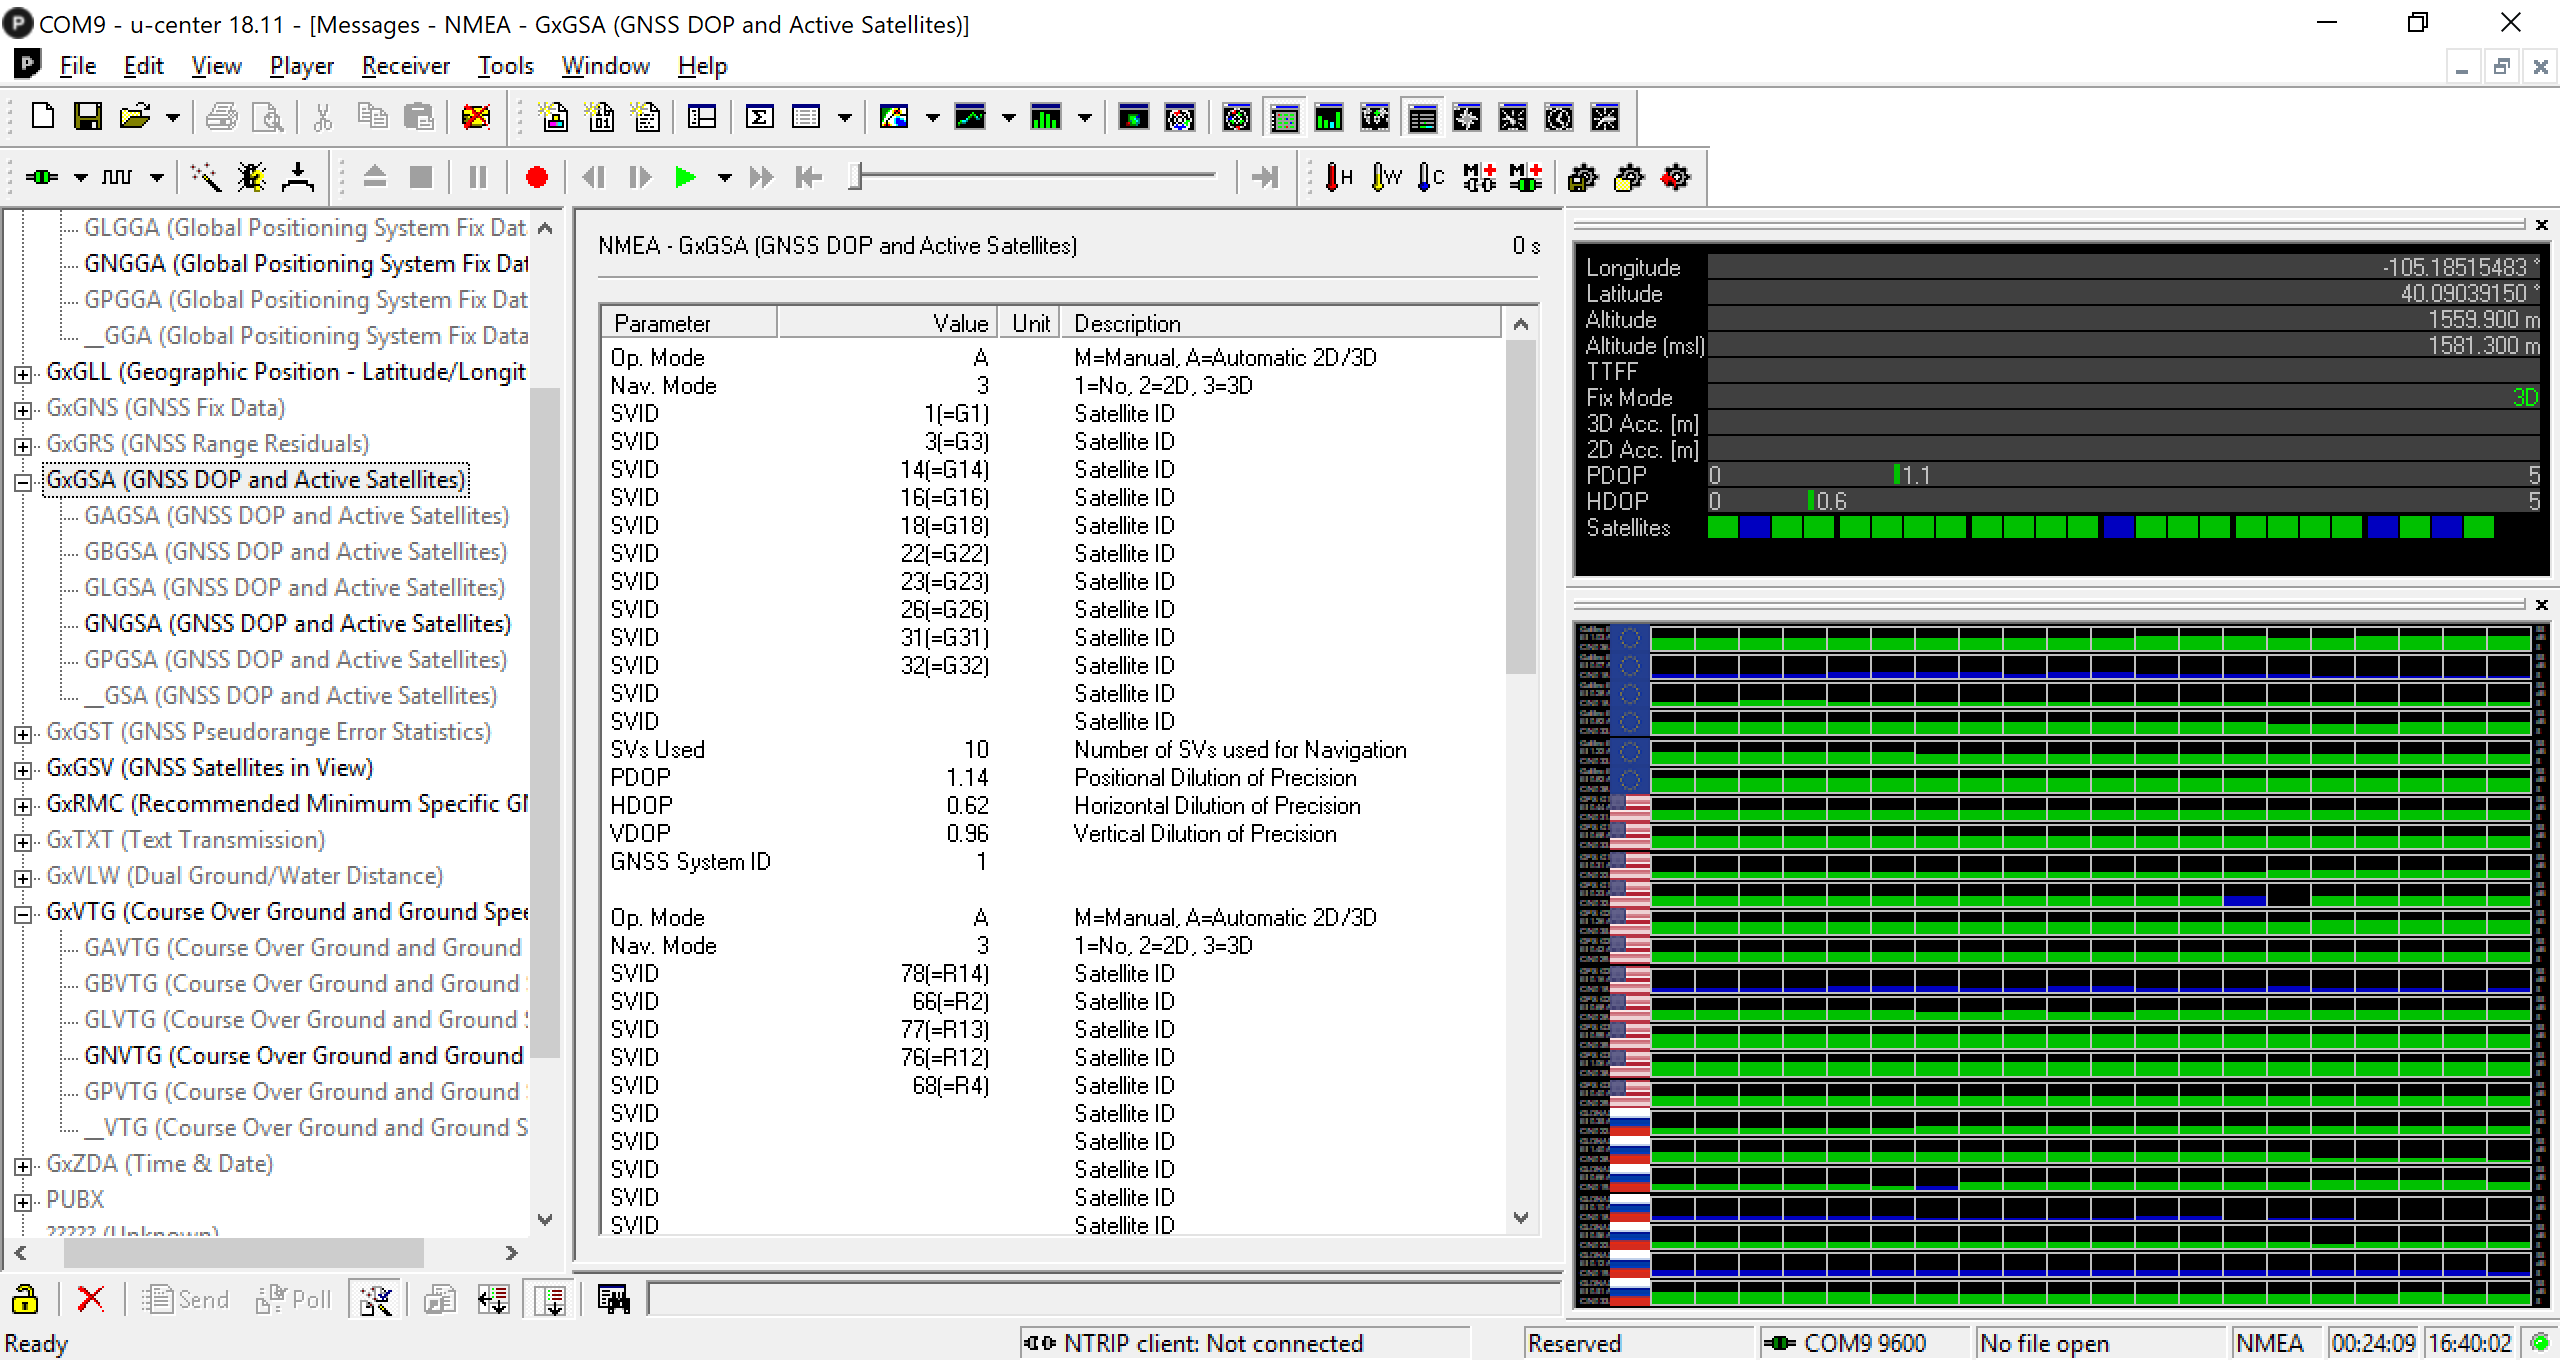 COM9 - u-center 18.11 - [Messages - NMEA - GxGSA (GNSS DOP and Active Satellites)]
File Edit View Player Receiver Tools Window Help
H W C
GLGGA (Global Positioning System Fix Dat
GNGGA (Global Positioning System Fix Dat
GPGGA (Global Positioning System Fix Dat
__GGA (Global Positioning System Fix Data
GxGLL (Geographic Position - Latitude/Longit
GxGNS (GNSS Fix Data)
GxGRS (GNSS Range Residuals)
GxGSA (GNSS DOP and Active Satellites)
GAGSA (GNSS DOP and Active Satellites)
GBGSA (GNSS DOP and Active Satellites)
GLGSA (GNSS DOP and Active Satellites)
GNGSA (GNSS DOP and Active Satellites)
GPGSA (GNSS DOP and Active Satellites)
__GSA (GNSS DOP and Active Satellites)
GxGST (GNSS Pseudorange Error Statistics)
GxGSV (GNSS Satellites in View)
GxRMC (Recommended Minimum Specific GN
GxTXT (Text Transmission)
GxVLW (Dual Ground/Water Distance)
GxVTG (Course Over Ground and Ground Spee
GAVTG (Course Over Ground and Ground
GBVTG (Course Over Ground and Ground
GLVTG (Course Over Ground and Ground S
GNVTG (Course Over Ground and Ground
GPVTG (Course Over Ground and Ground
__VTG (Course Over Ground and Ground S
GxZDA (Time & Date)
PUBX
????? (Unknown)
NMEA - GxGSA (GNSS DOP and Active Satellites) 0 s
Parameter Value Unit Description
Op. Mode A M=Manual, A=Automatic 2D/3D
Nav. Mode 3 1=No, 2=2D, 3=3D
SVID 1(=G1) Satellite ID
SVID 3(=G3) Satellite ID
SVID 14(=G14) Satellite ID
SVID 16(=G16) Satellite ID
SVID 18(=G18) Satellite ID
SVID 22(=G22) Satellite ID
SVID 23(=G23) Satellite ID
SVID 26(=G26) Satellite ID
SVID 31(=G31) Satellite ID
SVID 32(=G32) Satellite ID
SVID Satellite ID
SVID Satellite ID
SVs Used 10 Number of SVs used for Navigation
PDOP 1.14 Positional Dilution of Precision
HDOP 0.62 Horizontal Dilution of Precision
VDOP 0.96 Vertical Dilution of Precision
GNSS System ID 1
Op. Mode A M=Manual, A=Automatic 2D/3D
Nav. Mode 3 1=No, 2=2D, 3=3D
SVID 78(=R14) Satellite ID
SVID 66(=R2) Satellite ID
SVID 77(=R13) Satellite ID
SVID 76(=R12) Satellite ID
SVID 68(=R4) Satellite ID
SVID Satellite ID
SVID Satellite ID
SVID Satellite ID
SVID Satellite ID
SVID Satellite ID
Longitude -105.18515483 °
Latitude 40.09039150 °
Altitude 1559.900 m
Altitude (msl) 1581.300 m
TTFF
Fix Mode 3D
3D Acc. [m]
2D Acc. [m]
PDOP 0 1.1 5
HDOP 0 0.6 5
Satellites
Send Poll
Ready NTRIP client: Not connected Reserved COM9 9600 No file open NMEA 00:24:09 16:40:02